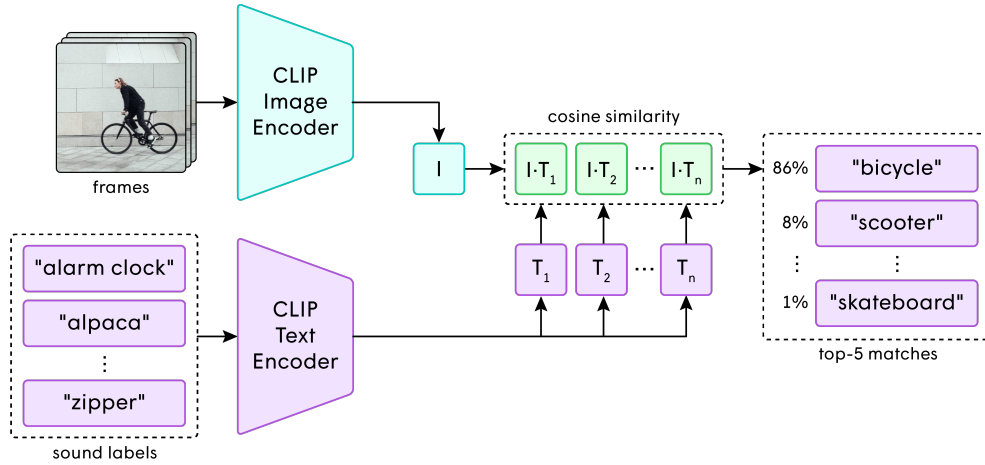 CLIP
Image
Encoder
frames
I
cosine similarity
I·T1 I·T2 ... I·Tn
86% "bicycle"
8% "scooter"
⋮ ⋮
1% "skateboard"
top-5 matches
"alarm clock"
"alpaca"
⋮
"zipper"
sound labels
CLIP
Text
Encoder
T1 T2 ... Tn